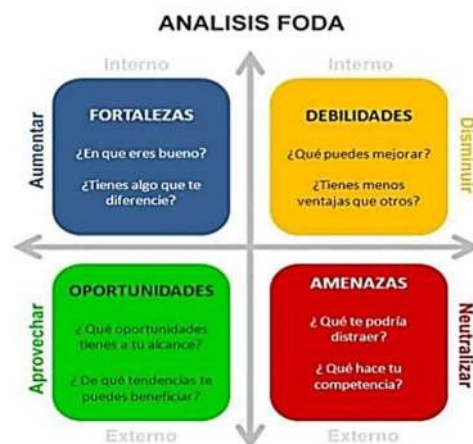 ANALISIS FODA
Interno
Interno
Aumentar
FORTALEZAS
¿En que eres bueno?
¿Tienes algo que te
diferencie?
DEBILIDADES
¿Qué puedes mejorar?
¿Tienes menos
ventajas que otros?
Disminuir
Aprovechar
OPORTUNIDADES
¿ Qué oportunidades
tienes a tu alcance?
¿ De qué tendencias te
puedes beneficiar?
AMENAZAS
¿ Qué te podría
distraer?
¿ Qué hace tu
competencia?
Neutralizar
Externo
Externo